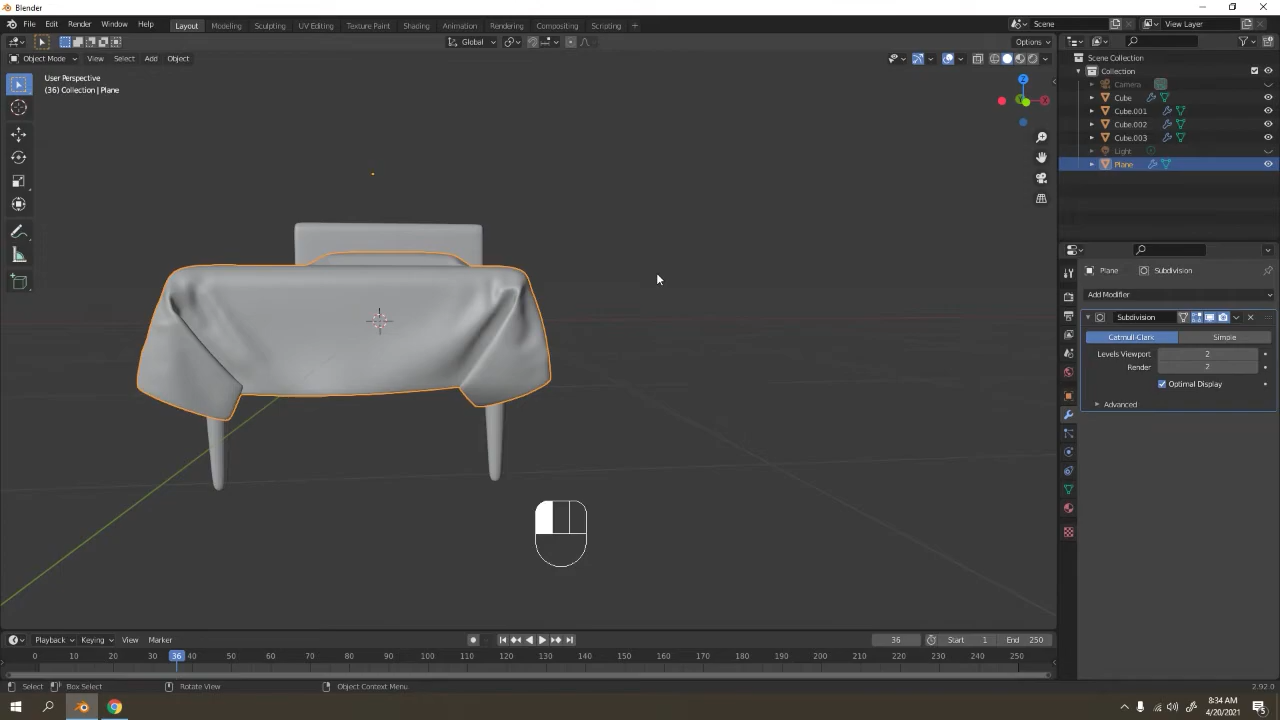 Blender
File Edit Render Window Help
Layout Modeling Sculpting UV Editing Texture Paint Shading Animation Rendering Compositing Scripting +
Scene
View Layer
Global
Options
Object Mode View Select Add Object
User Perspective
(36) Collection | Plane
Z
X
Scene Collection
Collection
Camera
Cube
Cube.001
Cube.002
Cube.003
Light
Plane
Plane Subdivision
Add Modifier
Subdivision
Catmull-Clark Simple
Levels Viewport 2
Render 2
Optimal Display
Advanced
Playback Keying View Marker
36 Start 1 End 250
0 10 20 30 36 40 50 60 70 80 90 100 110 120 130 140 150 160 170 180 190 200 210 220 230 240 250
Select Box Select Rotate View Object Context Menu 2.92.0
8:34 AM
4/20/2021